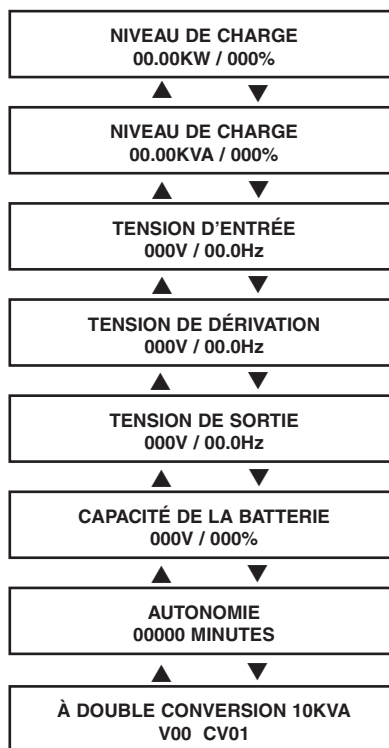 NIVEAU DE CHARGE
00.00KW / 000%
NIVEAU DE CHARGE
00.00KVA / 000%
TENSION D'ENTRÉE
000V / 00.0Hz
TENSION DE DÉRIVATION
000V / 00.0Hz
TENSION DE SORTIE
000V / 00.0Hz
CAPACITÉ DE LA BATTERIE
000V / 000%
AUTONOMIE
00000 MINUTES
À DOUBLE CONVERSION 10KVA
V00 CV01